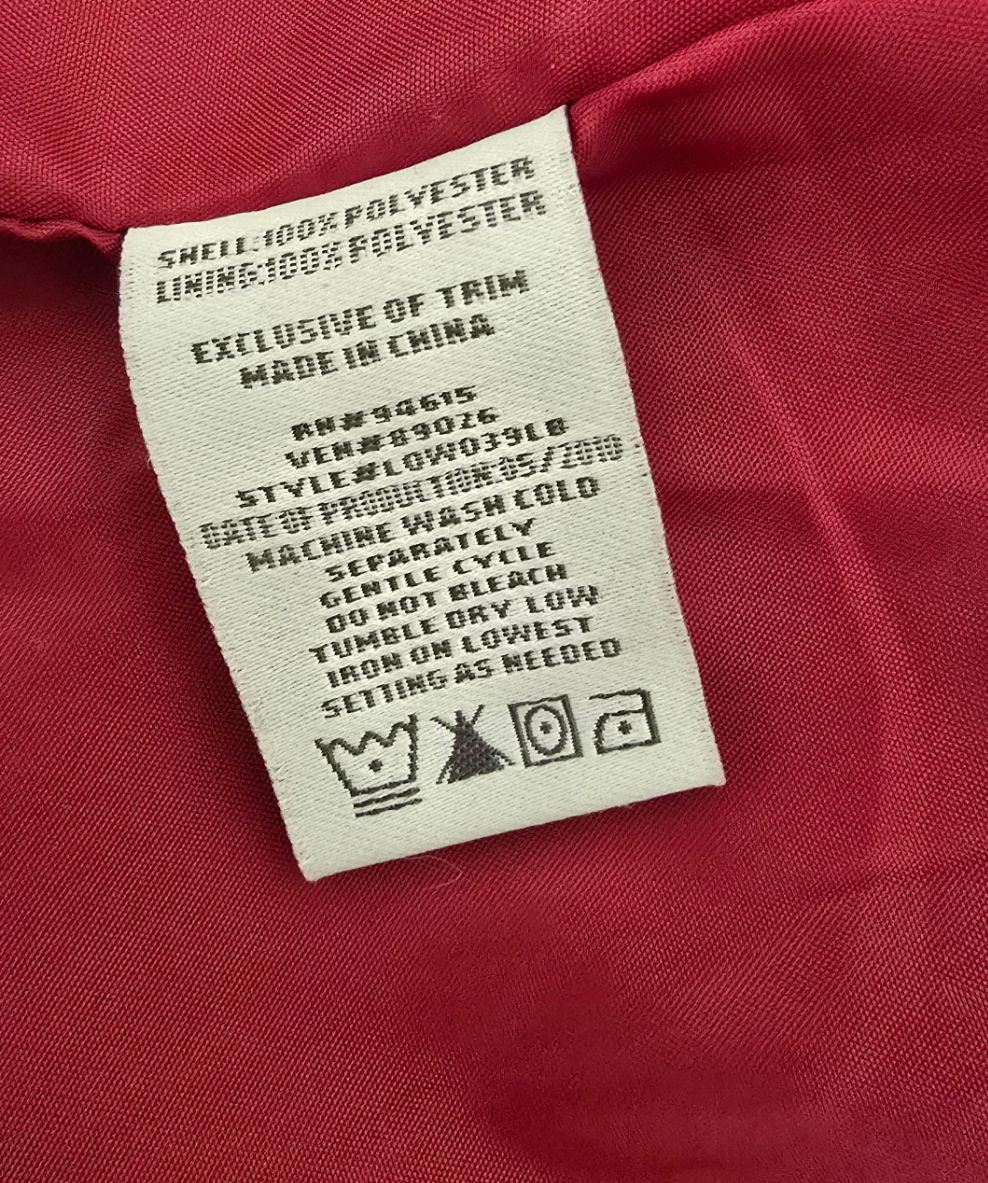 SHELL:100% POLYESTER
LINING:100% POLYESTER
EXCLUSIVE OF TRIM
MADE IN CHINA
RN#94615
VEN#89026
STYLE#LOW039LB
DATE OF PRODUCTION:05/2010
MACHINE WASH COLD
SEPARATELY
GENTLE CYCLE
DO NOT BLEACH
TUMBLE DRY LOW
IRON ON LOWEST
SETTING AS NEEDED